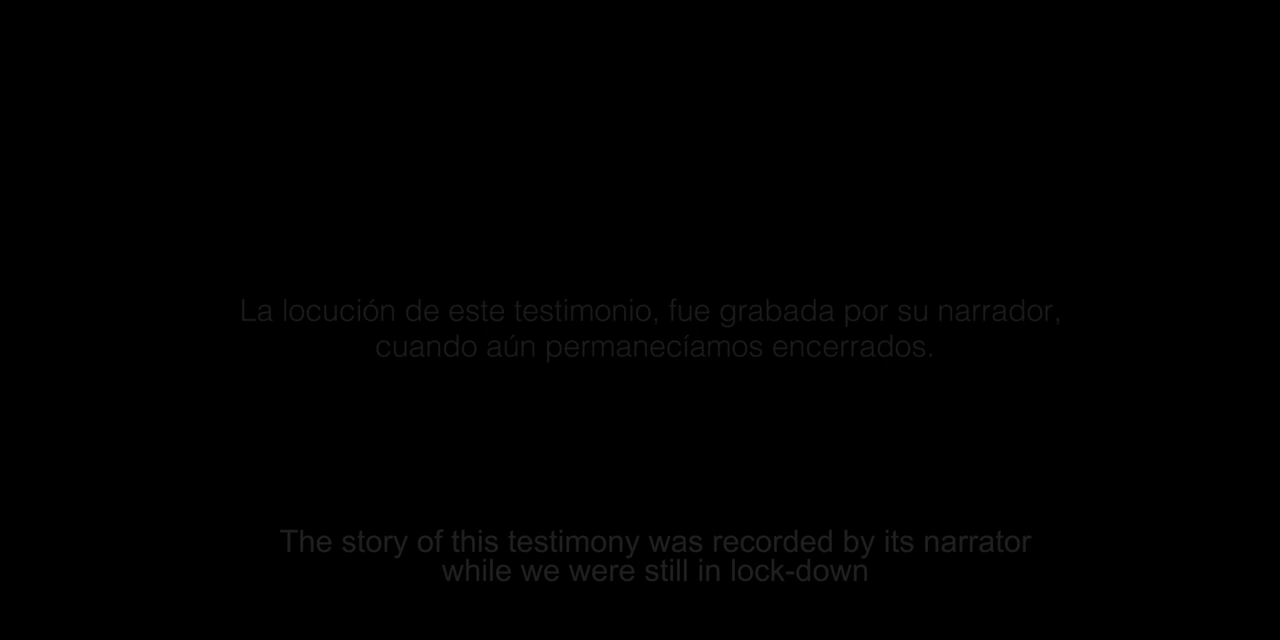 La locución de este testimonio, fue grabada por su narrador,
cuando aún permanecíamos encerrados.
The story of this testimony was recorded by its narrator
while we were still in lock-down